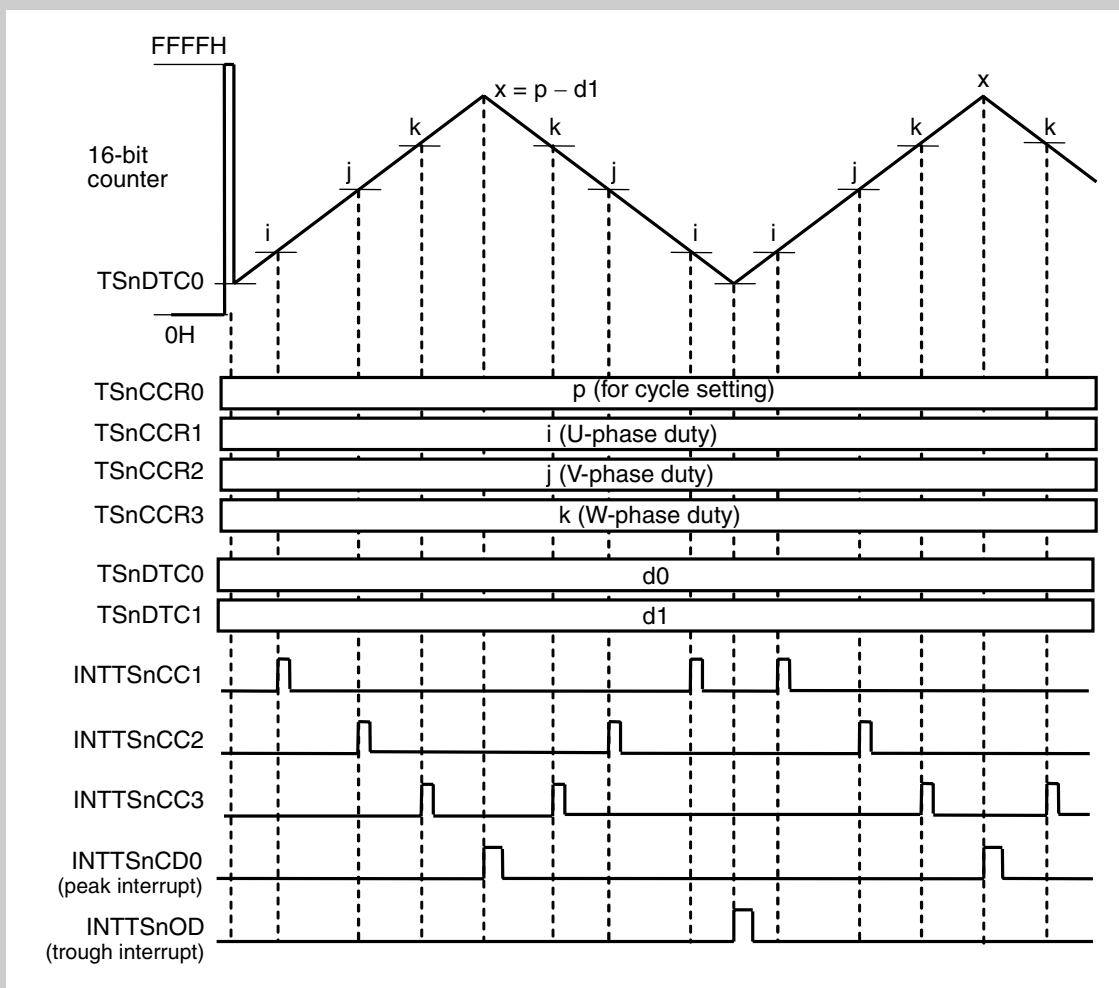 FFFFH
x = p – d1
x
k
k
k
k
16-bit
counter
j
j
j
i
i
i
TSnDTC0
0H
TSnCCR0
p (for cycle setting)
TSnCCR1
i (U-phase duty)
TSnCCR2
j (V-phase duty)
TSnCCR3
k (W-phase duty)
TSnDTC0
d0
TSnDTC1
d1
INTTSnCC1
INTTSnCC2
INTTSnCC3
INTTSnCD0
(peak interrupt)
INTTSnOD
(trough interrupt)